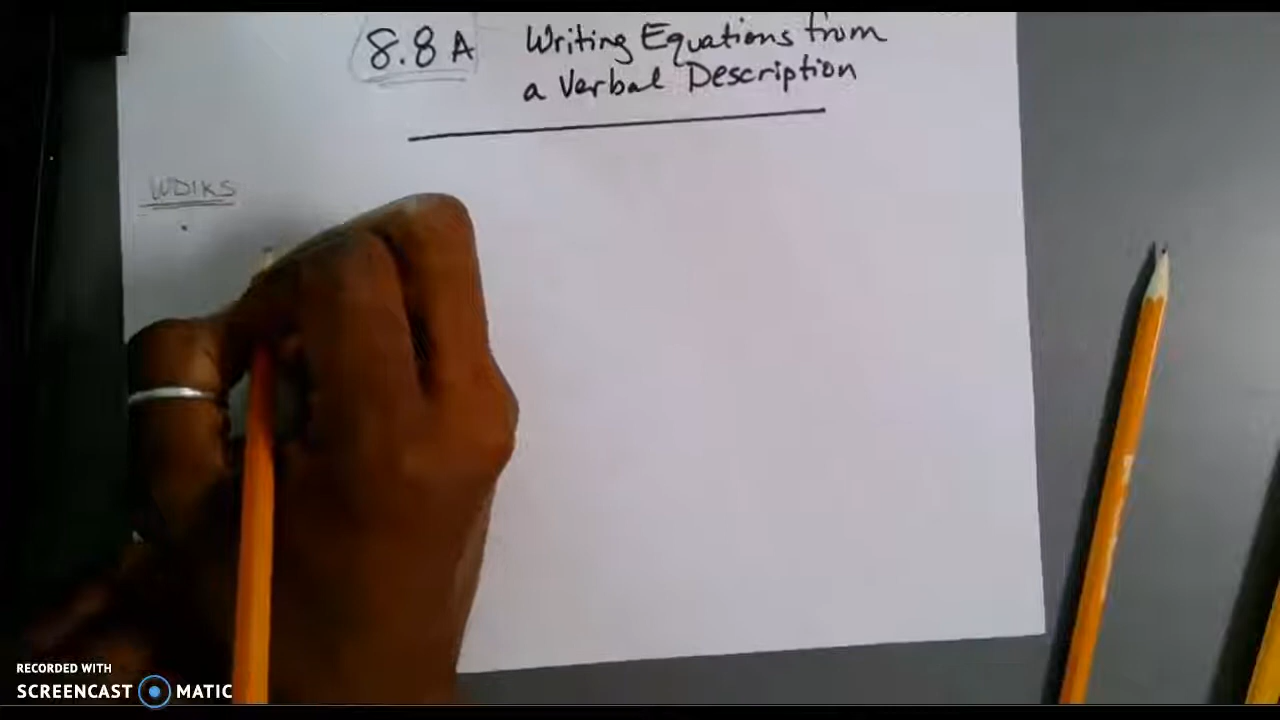 8.8 A Writing Equations from
a Verbal Description
WDIKS
RECORDED WITH
SCREENCAST MATIC